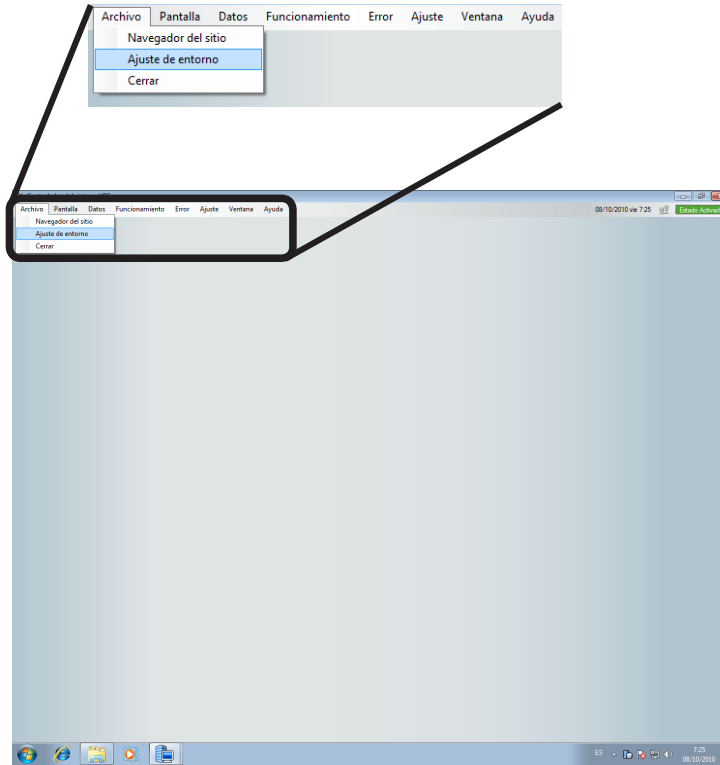 Archivo Pantalla Datos Funcionamiento Error Ajuste Ventana Ayuda
Navegador del sitio
Ajuste de entorno
Cerrar
Archivo Pantalla Datos Funcionamiento Error Ajuste Ventana Ayuda 08/10/2010 vie 7:25 Estado Activad
Navegador del sitio
Ajuste de entorno
Cerrar
ES 7:25
08/10/2010